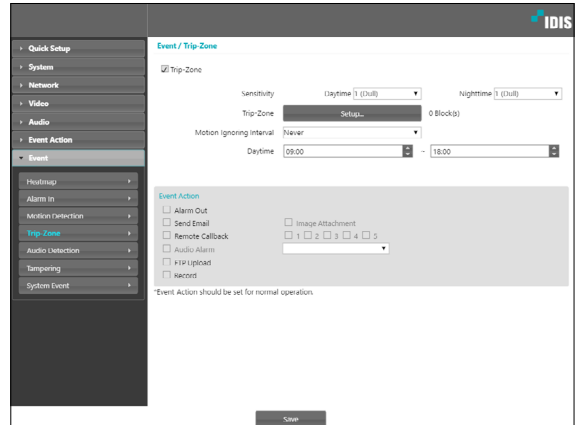 IDIS
Quick Setup
System
Network
Video
Audio
Event Action
Event
Heatmap
Alarm In
Motion Detection
Trip-Zone
Audio Detection
Tampering
System Event
Event / Trip-Zone
Trip-Zone
Sensitivity Daytime 1 (Dull) Nighttime 1 (Dull)
Trip-Zone Setup... 0 Block(s)
Motion Ignoring Interval Never
Daytime 09:00 ~ 18:00
Event Action
Alarm Out
Send Email Image Attachment
Remote Callback 1 2 3 4 5
Audio Alarm
FTP Upload
Record
*Event Action should be set for normal operation.
Save